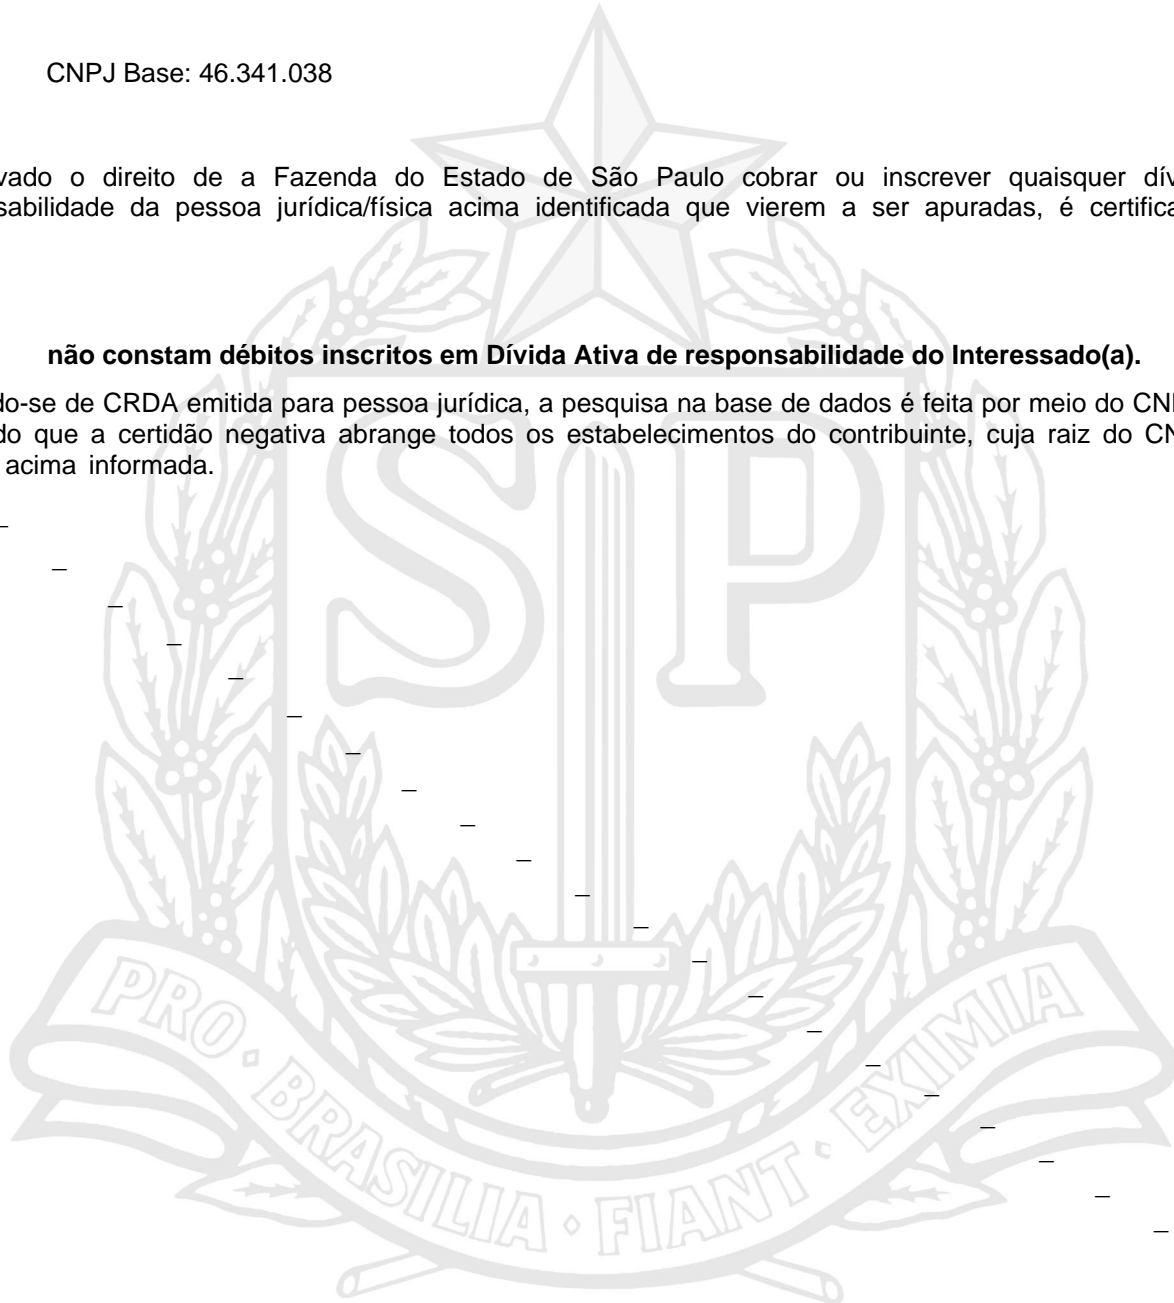 CNPJ Base: 46.341.038
vado o direito de a Fazenda do Estado de São Paulo cobrar ou inscrever quaisquer dív
sabilidade da pessoa jurídica/física acima identificada que vierem a ser apuradas, é certifica
não constam débitos inscritos em Dívida Ativa de responsabilidade do Interessado(a).
do-se de CRDA emitida para pessoa jurídica, a pesquisa na base de dados é feita por meio do CN
do que a certidão negativa abrange todos os estabelecimentos do contribuinte, cuja raiz do CN
acima informada.
SP
PRO · BRASILIA · FIANT · EXIMIA